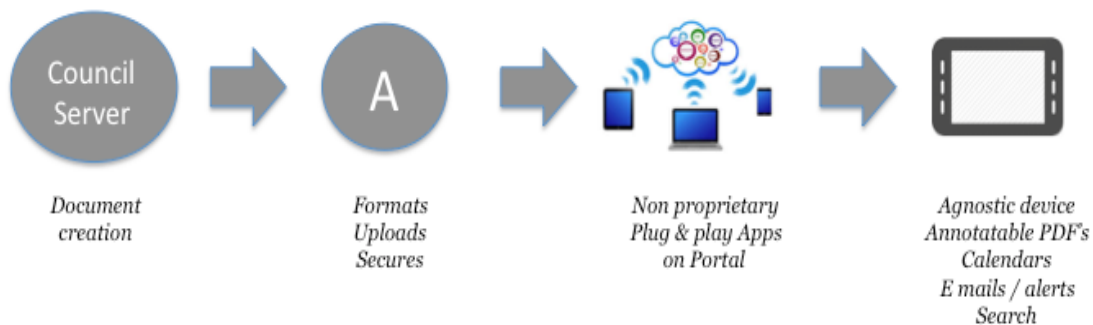 Council
Server
A
Document
creation
Formats
Uploads
Secures
Non proprietary
Plug & play Apps
on Portal
Agnostic device
Annotatable PDF's
Calendars
E mails / alerts
Search